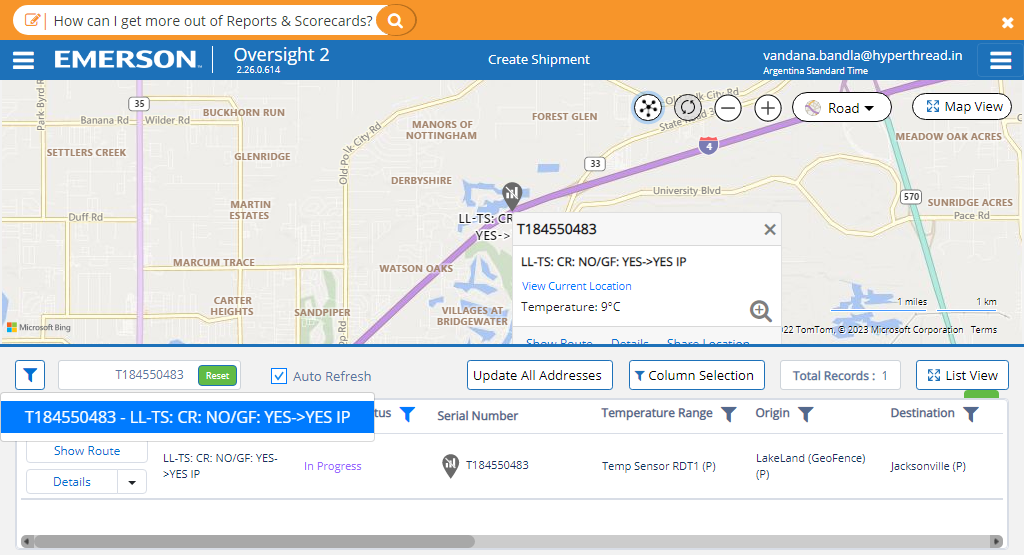 How can I get more out of Reports & Scorecards?
EMERSON.
Oversight 2
2.26.0.614
Create Shipment
vandana.bandla@hyperthread.in
Argentina Standard Time
Park Byrd Rd
35
BUCKHORN RUN
Banana Rd
Wilder Rd
SETTLERS CREEK
GLENRIDGE
Old Polk City Rd
MANORS OF
NOTTINGHAM
FOREST GLEN
Old Polk City Rd
State Road 33
4
33
Road
Map View
MEADOW OAK ACRES
DERBYSHIRE
University Blvd
570
SUNRIDGE ACRES
Pace Rd
MARTIN
ESTATES
Duff Rd
LL-TS: CR
YES->
T184550483
LL-TS: CR: NO/GF: YES->YES IP
View Current Location
Temperature: 9°C
Show Route
Details
Share Location
MARCUM TRACE
WATSON OAKS
CARTER
HEIGHTS
SANDPIPER
VILLAGES AT
BRIDGEWATER
1 miles
1 km
Microsoft Bing
22 TomTom, © 2023 Microsoft Corporation
Terms
T184550483
Reset
Auto Refresh
Update All Addresses
Column Selection
Total Records : 1
List View
T184550483 - LL-TS: CR: NO/GF: YES->YES IP
tus
Serial Number
Temperature Range
Origin
Destination
Show Route
Details
LL-TS: CR: NO/GF: YES-
>YES IP
In Progress
T184550483
Temp Sensor RDT1 (P)
LakeLand (GeoFence)
(P)
Jacksonville (P)